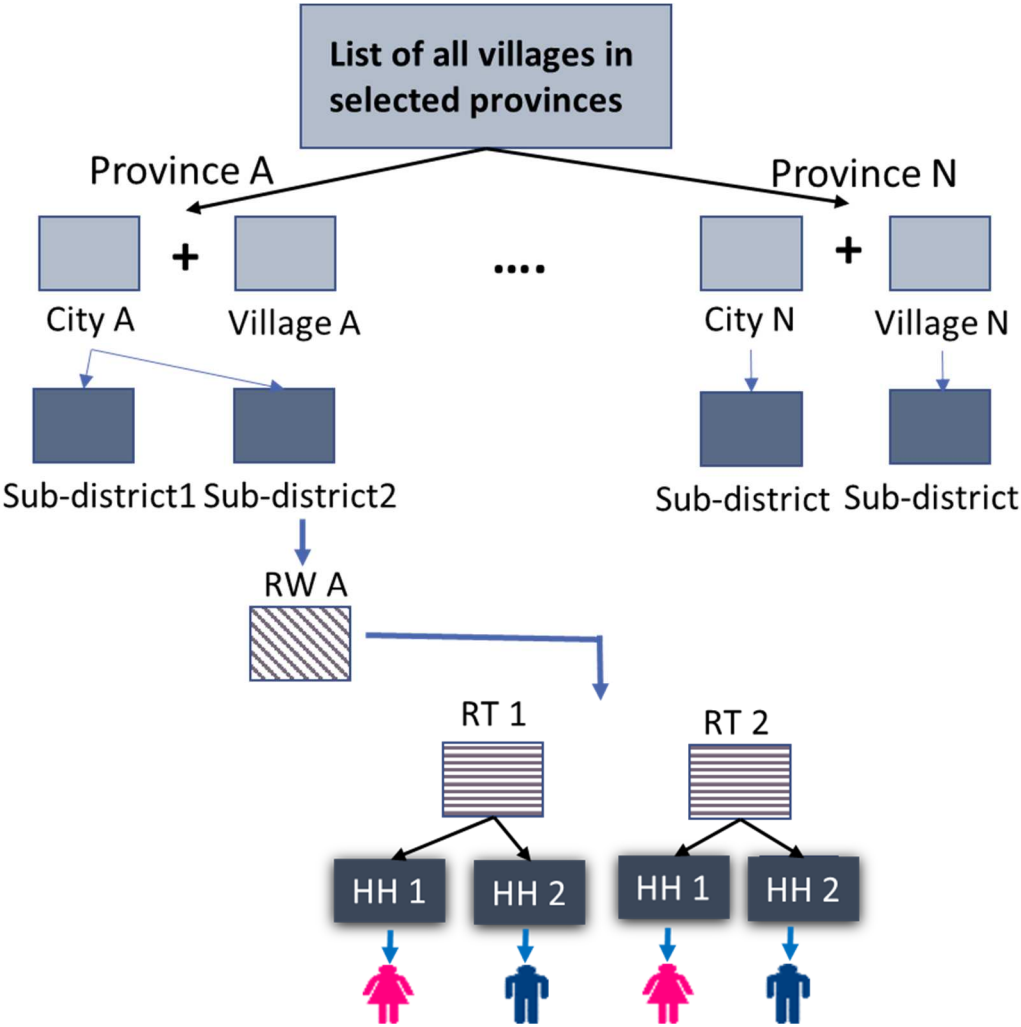 List of all villages in
selected provinces
Province A
Province N
+
+
....
City A
Village A
City N
Village N
Sub-district1
Sub-district2
Sub-district
Sub-district
RW A
RT 1
RT 2
HH 1
HH 2
HH 1
HH 2